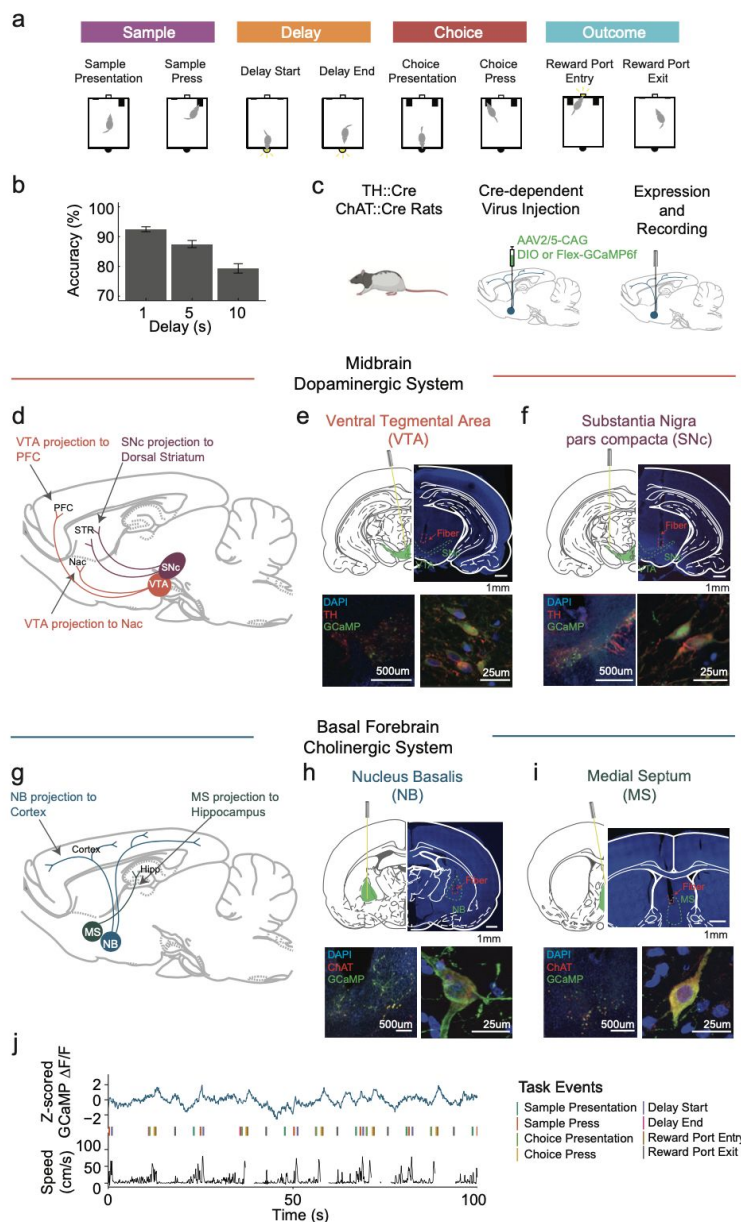 a
Sample
Delay
Choice
Outcome
Sample
Presentation
Sample
Press
Delay Start
Delay End
Choice
Presentation
Choice
Press
Reward Port
Entry
Reward Port
Exit
b
Accuracy (%)
90
80
70
1
5
10
Delay (s)
c
TH::Cre
ChAT::Cre Rats
Cre-dependent
Virus Injection
AAV2/5-CAG
DIO or Flex-GCaMP6f
Expression
and
Recording
Midbrain
Dopaminergic System
d
VTA projection to
PFC
SNc projection to
Dorsal Striatum
PFC
STR
Nac
SNc
VTA
VTA projection to Nac
e
Ventral Tegmental Area
(VTA)
Fiber
SNc
VTA
1mm
DAPI
TH
GCaMP
500um
25um
f
Substantia Nigra
pars compacta (SNc)
Fiber
SNc
VTA
1mm
DAPI
TH
GCaMP
500um
25um
Basal Forebrain
Cholinergic System
g
NB projection to
Cortex
MS projection to
Hippocampus
Cortex
Hipp
MS
NB
h
Nucleus Basalis
(NB)
Fiber
NB
1mm
DAPI
ChAT
GCaMP
500um
25um
i
Medial Septum
(MS)
Fiber
MS
1mm
DAPI
ChAT
GCaMP
500um
25um
j
Z-scored
GCaMP ΔF/F
2
0
−2
Speed
(cm/s)
100
50
0
0
50
100
Time (s)
Task Events
Sample Presentation
Sample Press
Choice Presentation
Choice Press
Delay Start
Delay End
Reward Port Entry
Reward Port Exit